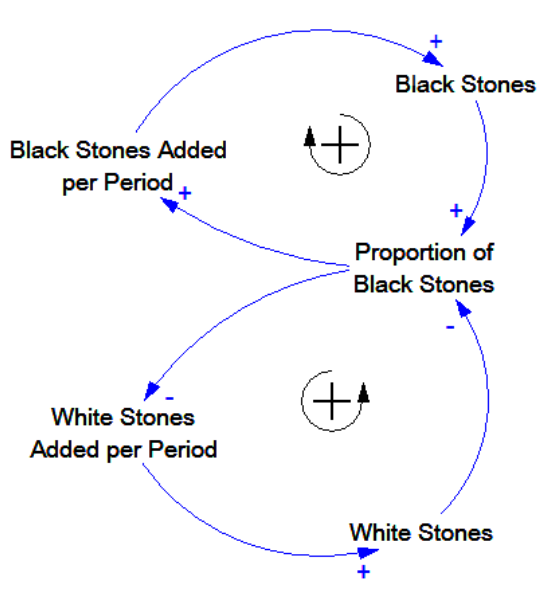 +
Black Stones
Black Stones Added
per Period
+
+
+
Proportion of
Black Stones
-
-
+
White Stones
Added per Period
White Stones
+